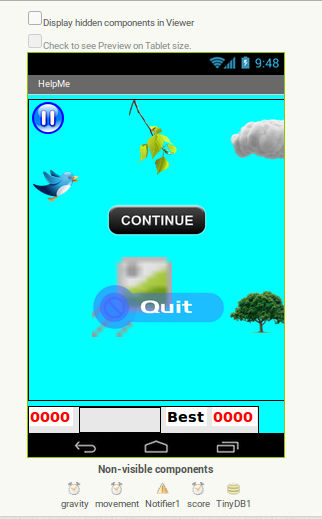 Display hidden components in Viewer
Check to see Preview on Tablet size.
9:48
HelpMe
CONTINUE
Quit
0000 Best 0000
Non-visible components
gravity movement Notifier1 score TinyDB1